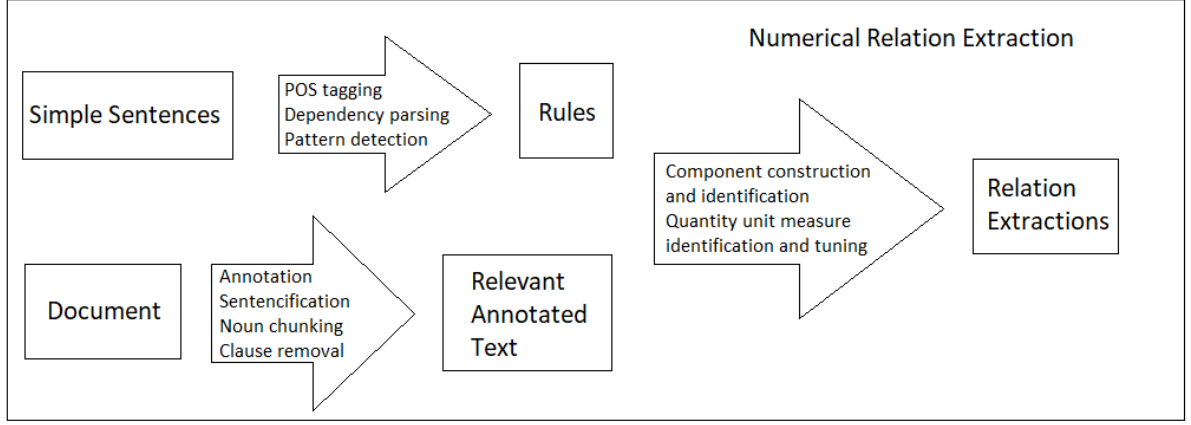 Numerical Relation Extraction
Simple Sentences
POS tagging
Dependency parsing
Pattern detection
Rules
Document
Annotation
Sentencification
Noun chunking
Clause removal
Relevant
Annotated
Text
Component construction
and identification
Quantity unit measure
identification and tuning
Relation
Extractions